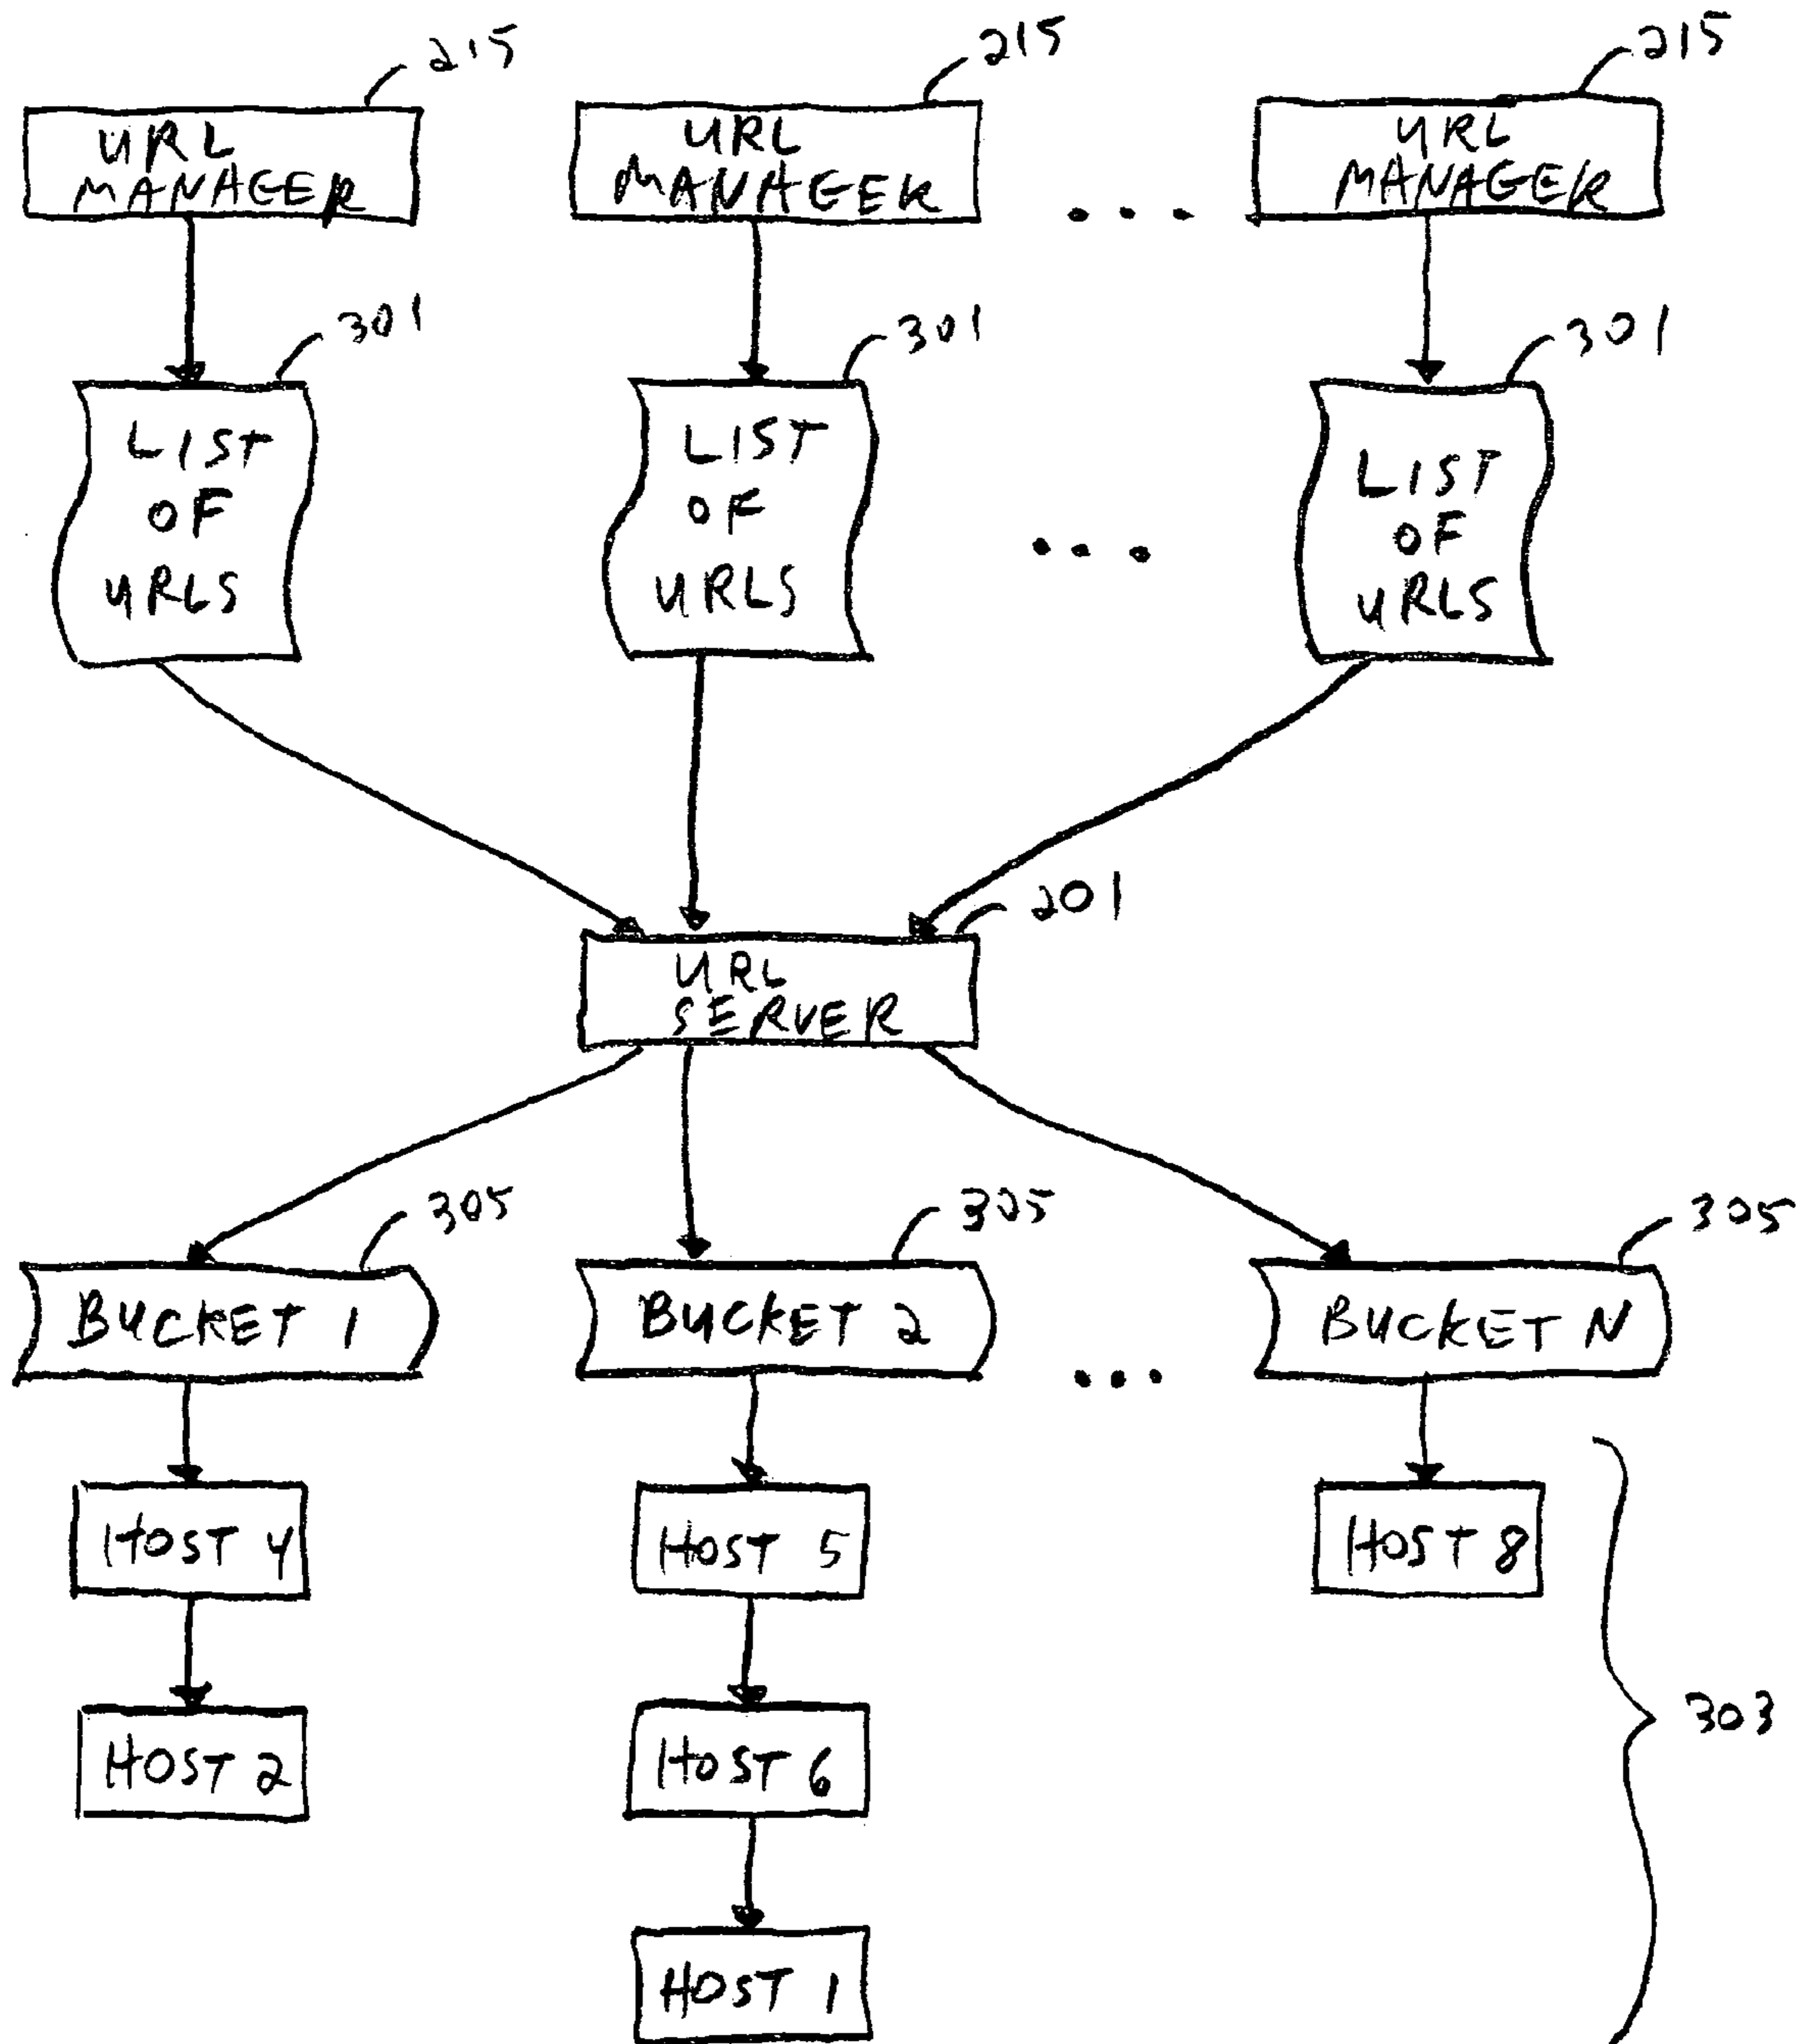 215
215
215
URL
MANAGER
URL
MANAGER
URL
MANAGER
301
301
301
LIST
OF
URLS
LIST
OF
URLS
LIST
OF
URLS
201
URL
SERVER
305
305
305
BUCKET 1
BUCKET 2
BUCKET N
HOST 4
HOST 5
HOST 8
HOST 2
HOST 6
303
HOST 1